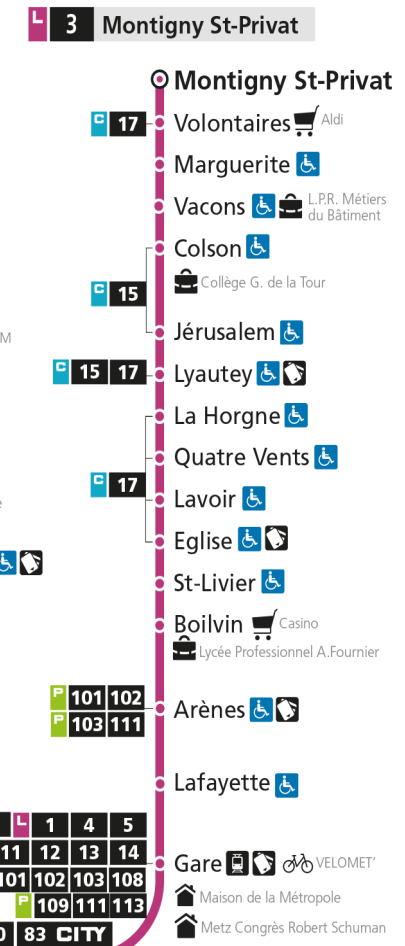 L 3 Montigny St-Privat
Montigny St-Privat
C 17 Volontaires Aldi
Marguerite
Vacons L.P.R. Métiers
du Bâtiment
Colson
C 15 Collège G. de la Tour
M
Jérusalem
C 15 17 Lyautey
La Horgne
Quatre Vents
C 17 Lavoir
Eglise
St-Livier
Boilvin Casino
Lycée Professionnel A.Fournier
P 101 102
Arènes
P 103 111
Lafayette
L 1 4 5
11 12 13 14
Gare VELOMET'
101 102 103 108
Maison de la Métropole
P 109 111 113
Metz Congrès Robert Schuman
83 CITY